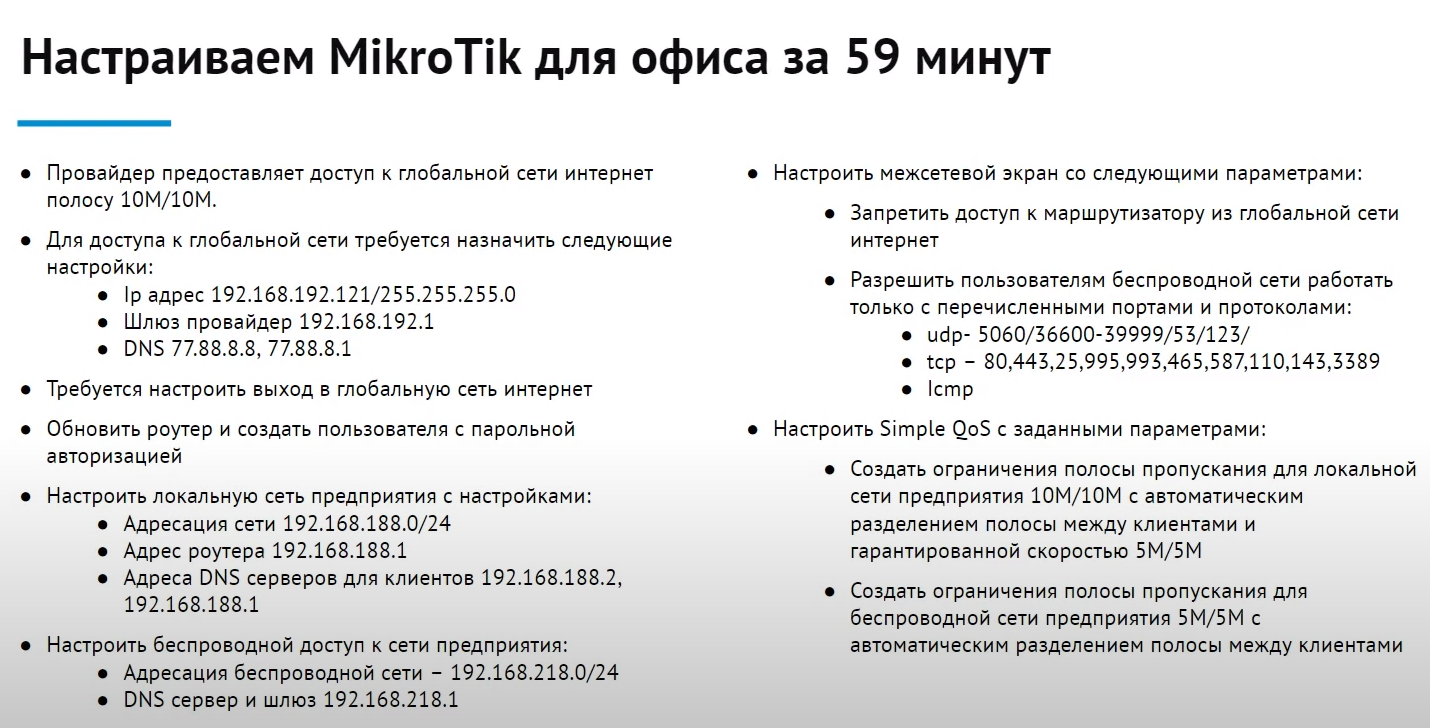 Настраиваем MikroTik для офиса за 59 минут
● Провайдер предоставляет доступ к глобальной сети интернет
полосу 10М/10М.
● Для доступа к глобальной сети требуется назначить следующие
настройки:
● Ip адрес 192.168.192.121/255.255.255.0
● Шлюз провайдер 192.168.192.1
● DNS 77.88.8.8, 77.88.8.1
● Требуется настроить выход в глобальную сеть интернет
● Обновить роутер и создать пользователя с парольной
авторизацией
● Настроить локальную сеть предприятия с настройками:
● Адресация сети 192.168.188.0/24
● Адрес роутера 192.168.188.1
● Адреса DNS серверов для клиентов 192.168.188.2,
192.168.188.1
● Настроить беспроводной доступ к сети предприятия:
● Адресация беспроводной сети – 192.168.218.0/24
● DNS сервер и шлюз 192.168.218.1
● Настроить межсетевой экран со следующими параметрами:
● Запретить доступ к маршрутизатору из глобальной сети
интернет
● Разрешить пользователям беспроводной сети работать
только с перечисленными портами и протоколами:
● udp- 5060/36600-39999/53/123/
● tcp – 80,443,25,995,993,465,587,110,143,3389
● Icmp
● Настроить Simple QoS с заданными параметрами:
● Создать ограничения полосы пропускания для локальной
сети предприятия 10М/10М с автоматическим
разделением полосы между клиентами и
гарантированной скоростью 5М/5М
● Создать ограничения полосы пропускания для
беспроводной сети предприятия 5М/5М с
автоматическим разделением полосы между клиентами